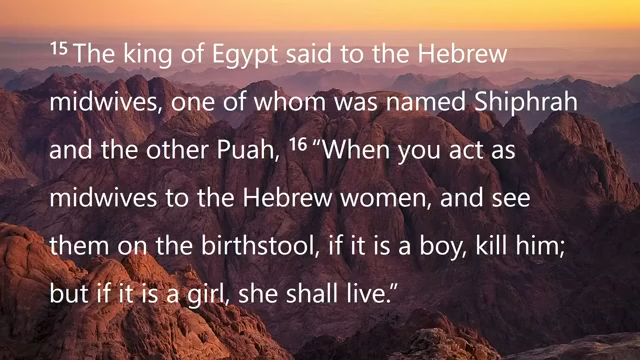 15 The king of Egypt said to the Hebrew
midwives, one of whom was named Shiphrah
and the other Puah, 16 “When you act as
midwives to the Hebrew women, and see
them on the birthstool, if it is a boy, kill him;
but if it is a girl, she shall live.”